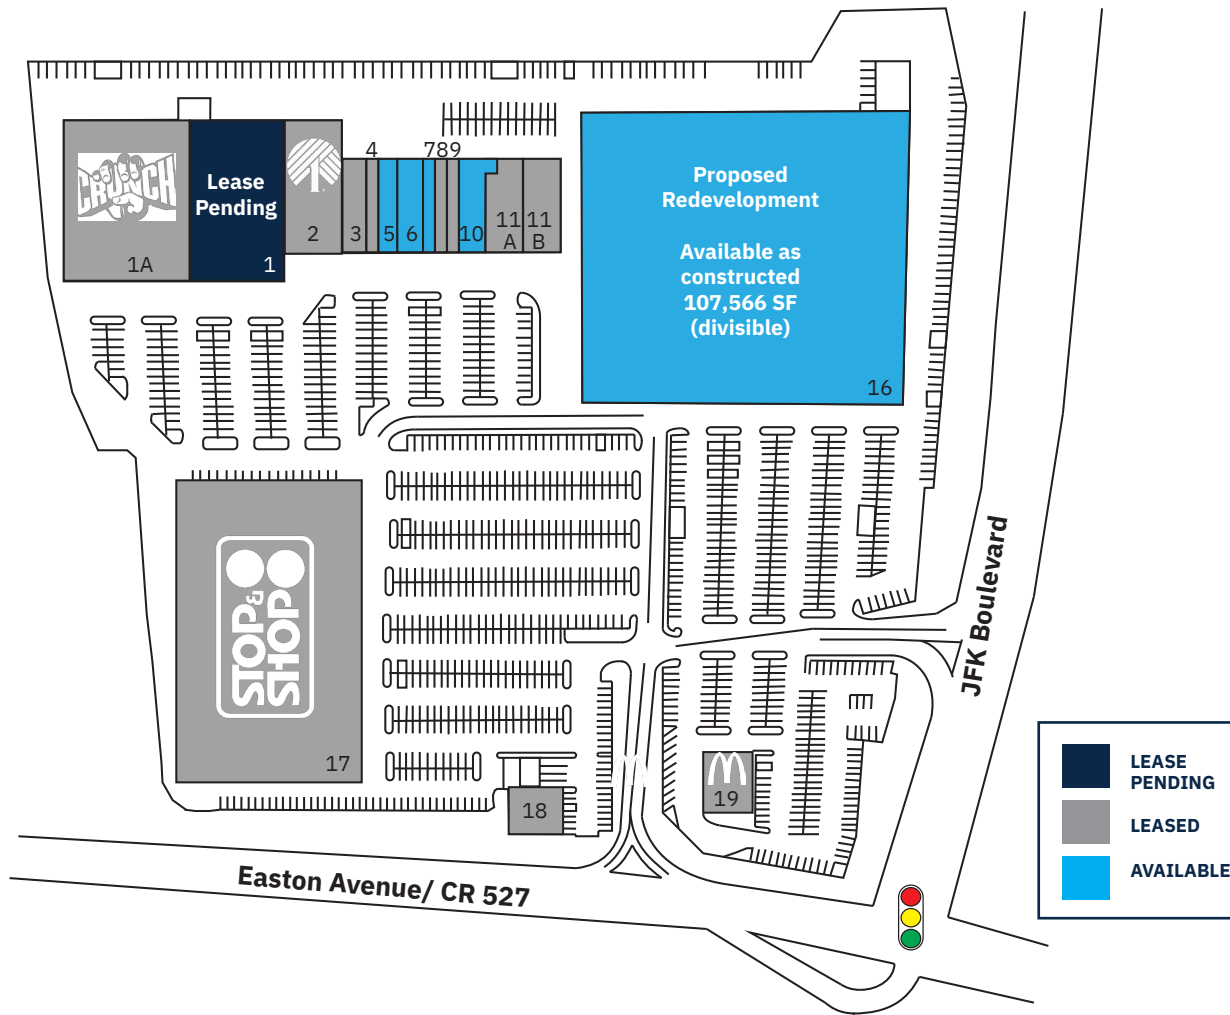 4
789
CRUNCH
Lease
Pending
Proposed
Redevelopment
Available as
constructed
107,566 SF
(divisible)
1A
1
2
3
5
6
10
11
A
11
B
16
STOP &
SHOP
17
18
19
JFK Boulevard
Easton Avenue/ CR 527
LEASE
PENDING
LEASED
AVAILABLE